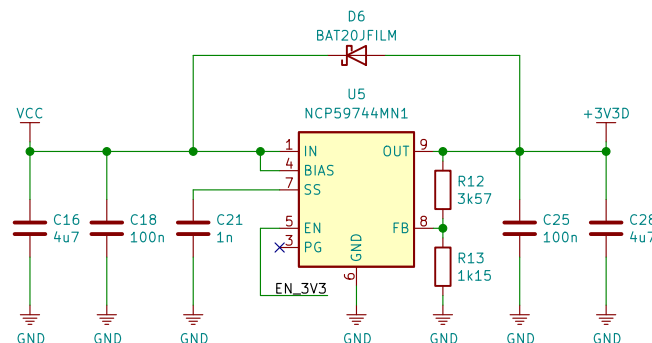 D6
BAT20JFILM
U5
NCP59744MN1
VCC
+3V3D
1 IN OUT 9
4 BIAS
7 SS
5 EN FB 8
3 PG
GND
6
R12
3k57
R13
1k15
C16
4u7
C18
100n
C21
1n
C25
100n
C28
4u7
EN_3V3
GND GND GND GND GND GND GND